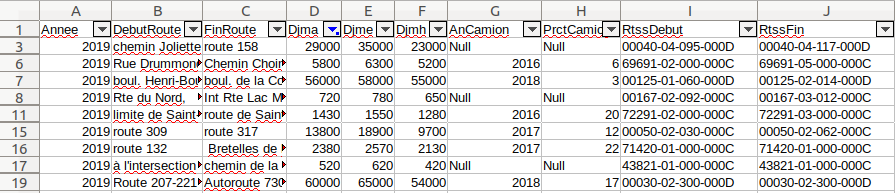 A B C D E F G H I J
1 Annee DebutRoute FinRoute Djma Djme Djmh AnCamion PrctCamio RtssDebut RtssFin
3 2019 chemin Joliette route 158 29000 35000 23000 Null Null 00040-04-095-000D 00040-04-117-000D
6 2019 Rue Drummon Chemin Choin 5800 6300 5200 2016 6 69691-02-000-000C 69691-05-000-000C
7 2019 boul. Henri-Bou boul. de la Co 56000 58000 55000 2018 3 00125-01-060-000D 00125-02-014-000D
8 2019 Rte du Nord, Int Rte Lac M 720 780 650 Null Null 00167-02-092-000C 00167-03-012-000C
11 2019 limite de Saint- route de Sain 1430 1550 1280 2016 20 72291-02-000-000C 72291-03-000-000C
15 2019 route 309 route 317 13800 18900 9700 2017 12 00050-02-030-000C 00050-02-062-000C
16 2019 route 132 Bretelles de 2380 2570 2130 2017 22 71420-01-000-000C 71420-01-000-000C
17 2019 à l'intersection chemin de la 520 620 420 Null Null 43821-01-000-000C 43821-01-000-000C
19 2019 Route 207-221 Autoroute 730 60000 65000 54000 2018 17 00030-02-300-000D 00030-02-300-000D